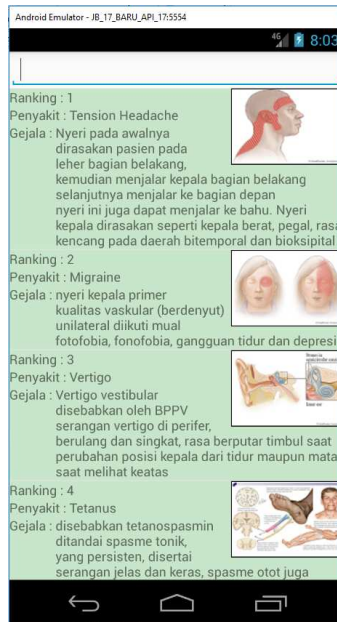 Android Emulator - JB_17_BARU_API_17:5554
46
8:03
Ranking : 1
Penyakit : Tension Headache
Gejala : Nyeri pada awalnya
dirasakan pasien pada
leher bagian belakang,
kemudian menjalar kepala bagian belakang
selanjutnya menjalar ke bagian depan
nyeri ini juga dapat menjalar ke bahu. Nyeri
kepala dirasakan seperti kepala berat, pegal, rasa
kencang pada daerah bitemporal dan bioksipital
Ranking : 2
Penyakit : Migraine
Gejala : nyeri kepala primer
kualitas vaskular (berdenyut)
unilateral diikuti mual
fotofobia, fonofobia, gangguan tidur dan depresi
Ranking : 3
Penyakit : Vertigo
Gejala : Vertigo vestibular
disebabkan oleh BPPV
serangan vertigo di perifer,
berulang dan singkat, rasa berputar timbul saat
perubahan posisi kepala dari tidur maupun mata
saat melihat keatas
Ranking : 4
Penyakit : Tetanus
Gejala : disebabkan tetanospasmin
ditandai spasme tonik,
yang persisten, disertai
serangan jelas dan keras, spasme otot juga